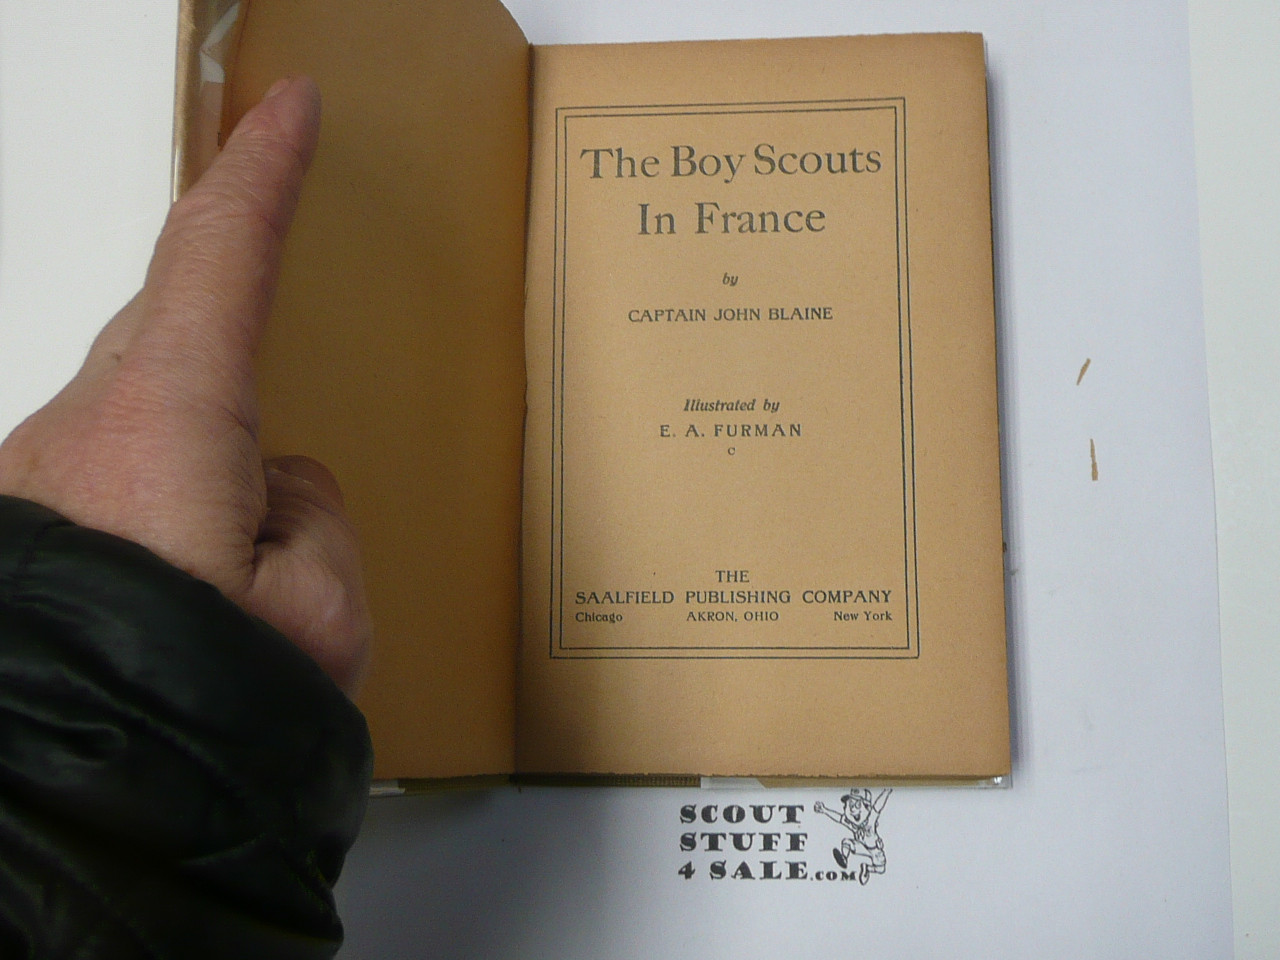 The Boy Scouts
In France
by
CAPTAIN JOHN BLAINE
Illustrated by
E. A. FURMAN
C
THE
SAALFIELD PUBLISHING COMPANY
Chicago AKRON, OHIO New York
SCOUT
STUFF
4 SALE.COM